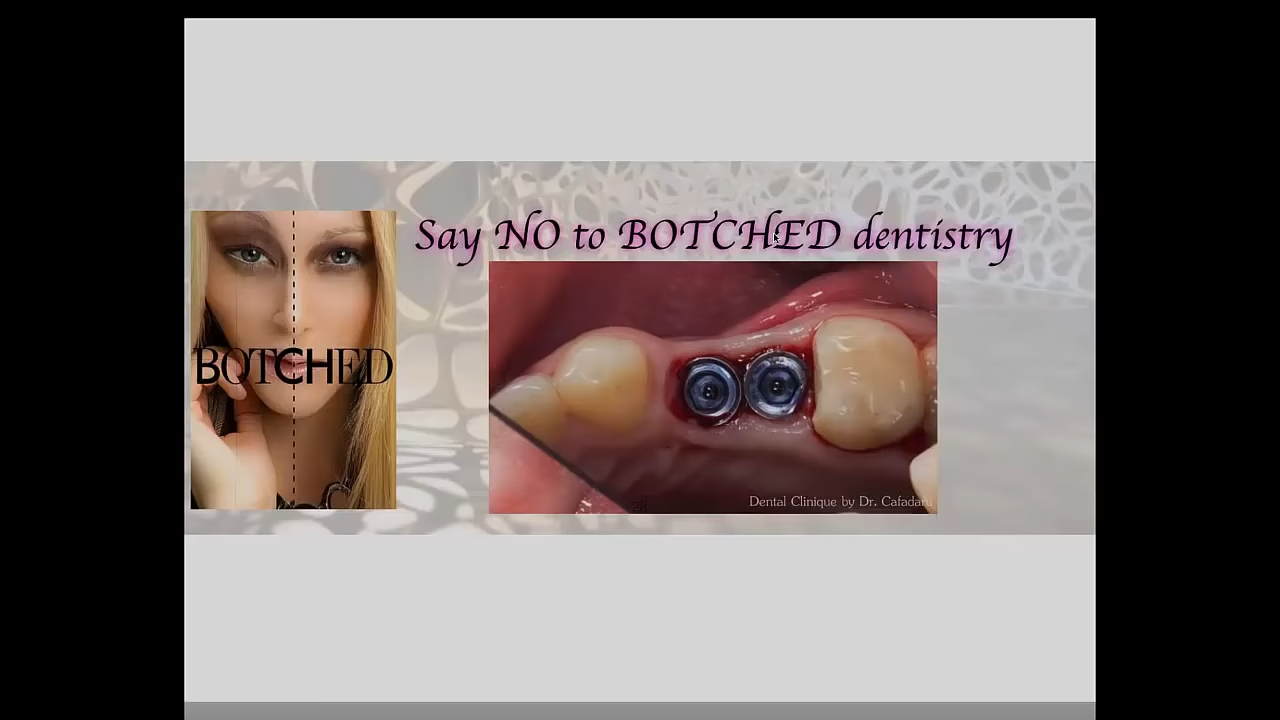 Say NO to BOTCHED dentistry
BOTCHED
Dental Clinique by Dr. Cafadaru